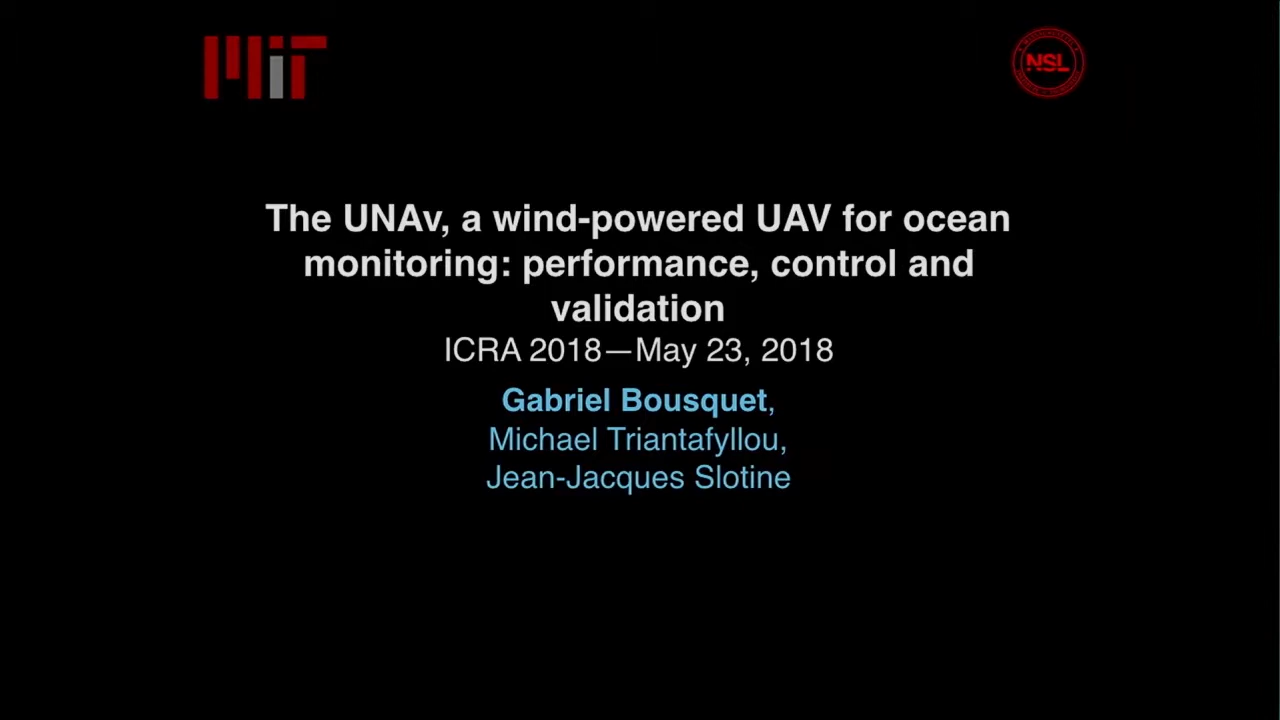 MIT
NSL
The UNAv, a wind-powered UAV for ocean
monitoring: performance, control and
validation
ICRA 2018—May 23, 2018
Gabriel Bousquet,
Michael Triantafyllou,
Jean-Jacques Slotine